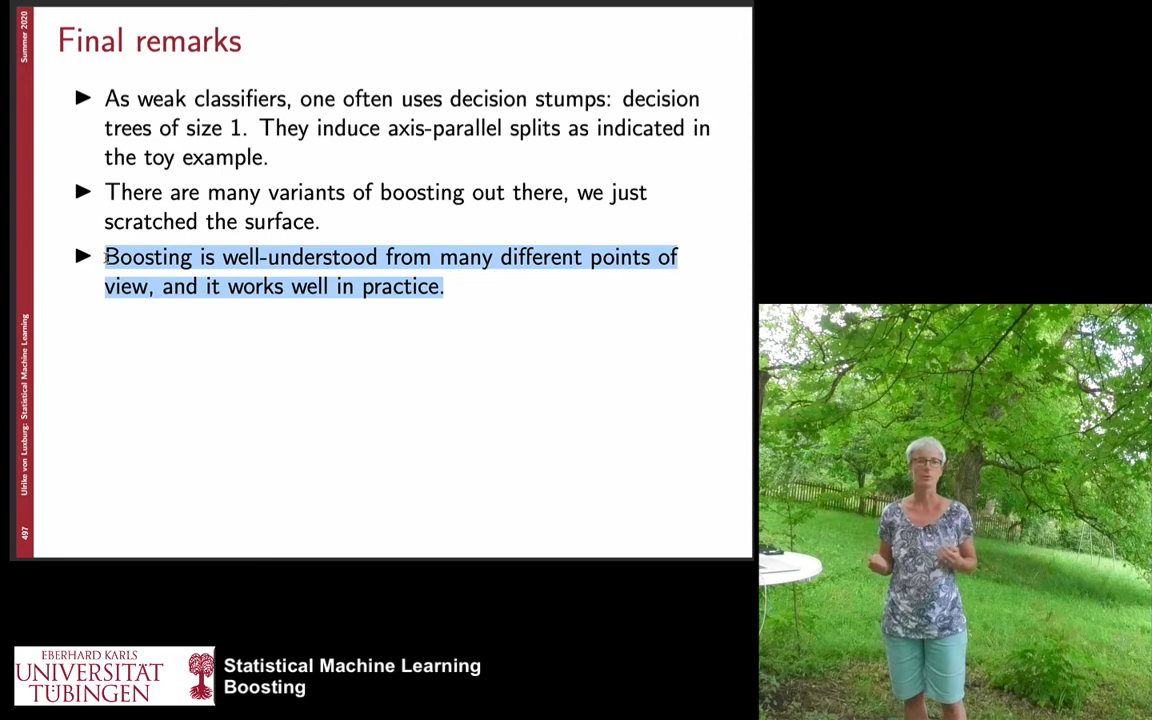 Final remarks
As weak classifiers, one often uses decision stumps: decision
trees of size 1. They induce axis-parallel splits as indicated in
the toy example.
There are many variants of boosting out there, we just
scratched the surface.
Boosting is well-understood from many different points of
view, and it works well in practice.
Summer 2020
Ulrike von Luxburg: Statistical Machine Learning
497
EBERHARD KARLS
UNIVERSITÄT
TÜBINGEN
Statistical Machine Learning
Boosting